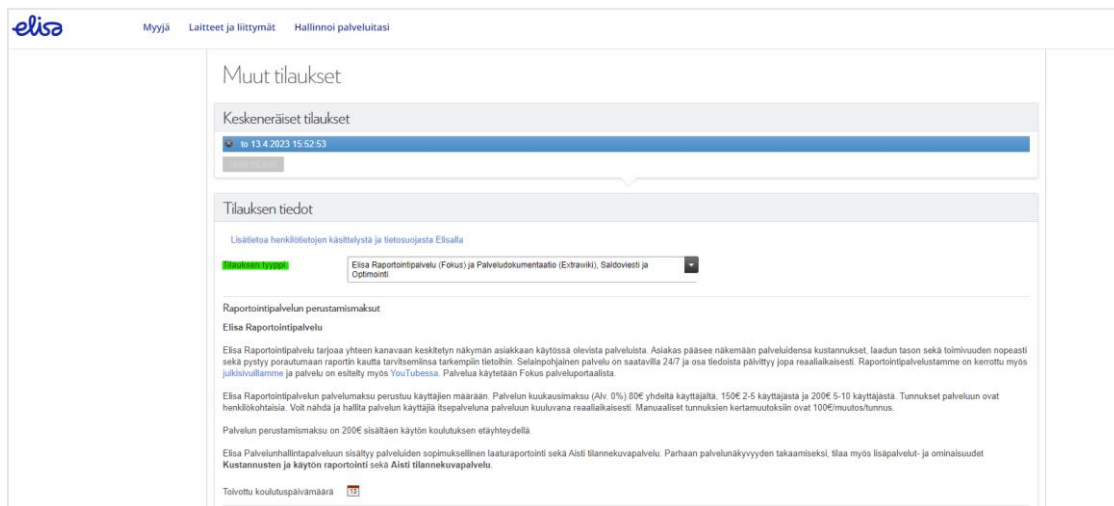 elisa
Myyjä Laitteet ja liittymät Hallinnoi palveluitasi
Muut tilaukset
Keskeneräiset tilaukset
to 13.4.2023 15:52:53
Tilauksen tiedot
Lisätietoa henkilötietojen käsittelystä ja tietosuojasta Elisalla
Tilauksen tyyppi:
Elisa Raportointipalvelu (Fokus) ja Palveludokumentaatio (Extrawiki), Saldoviesti ja
Optimointi
Raportointipalvelun perustamismaksut
Elisa Raportointipalvelu
Elisa Raportointipalvelu tarjoaa yhteen kanavaan keskitetyn näkymän asiakkaan käytössä olevista palveluista. Asiakas pääsee näkemään palveluidensa kustannukset, laadun tason sekä toimivuuden nopeasti
sekä pystyy porautumaan raportin kautta tarvitsemiinsa tarkempiin tietoihin. Selainpohjainen palvelu on saatavilla 24/7 ja osa tiedoista päivittyy jopa reaaliaikaisesti. Raportointipalvelustamme on kerrottu myös
julkisivuillamme ja palvelu on esitelty myös YouTubessa. Palvelua käytetään Fokus palveluportaalista.
Elisa Raportointipalvelun palvelumaksu perustuu käyttäjien määrään. Palvelun kuukausimaksu (Alv. 0%) 80€ yhdeltä käyttäjältä, 150€ 2-5 käyttäjästä ja 200€ 5-10 käyttäjästä. Tunnukset palveluun ovat
henkilökohtaisia. Voit nähdä ja hallita palvelun käyttäjiä itsepalveluna palveluun kuuluvana reaaliaikaisesti. Manuaaliset tunnuksien kertamuutoksiin ovat 100€/muutos/tunnus.
Palvelun perustamismaksu on 200€ sisältäen käytön koulutuksen etäyhteydellä.
Elisa Palvelunhallintapalveluun sisältyy palveluiden sopimuksellinen laaturaportointi sekä Aisti tilannekuvapalvelu. Parhaan palvelunäkyvyyden takaamiseksi, tilaa myös lisäpalvelut- ja ominaisuudet
Kustannusten ja käytön raportointi sekä Aisti tilannekuvapalvelu.
Toivottu koulutuspäivämäärä 13